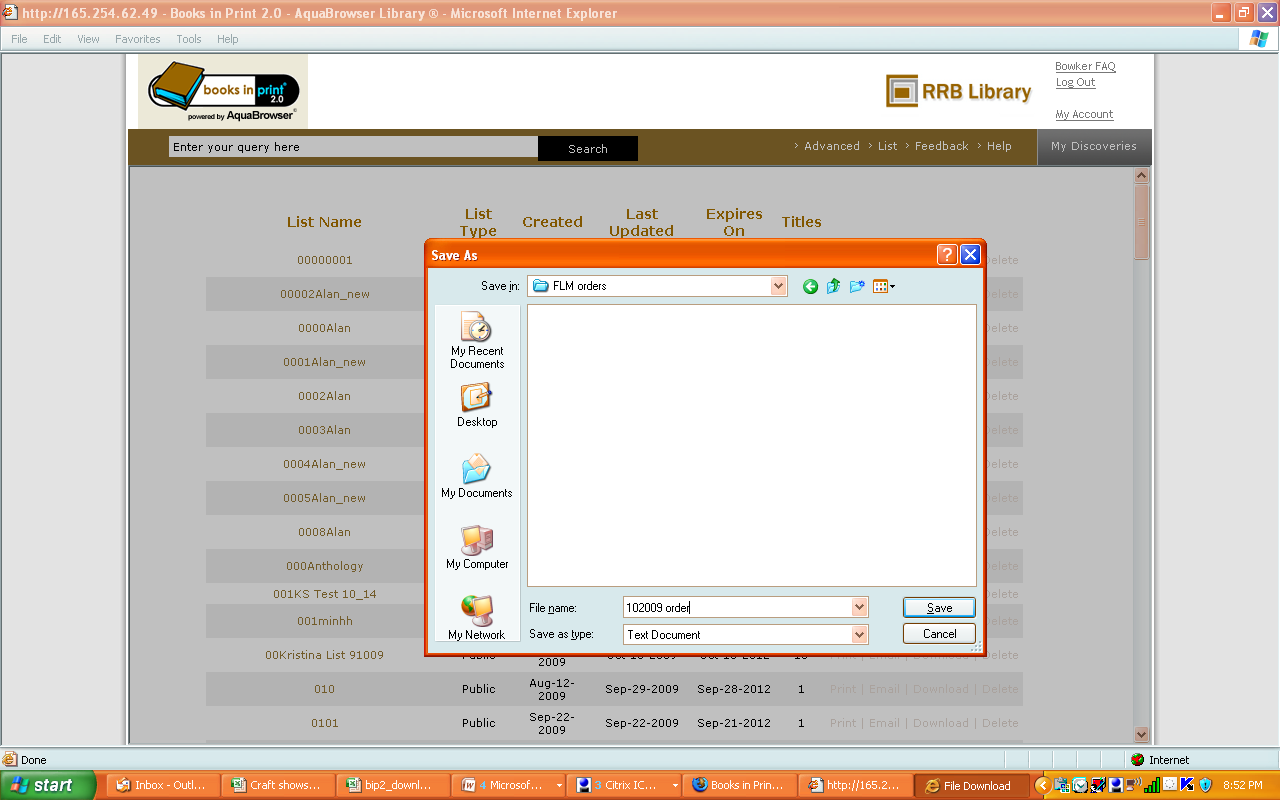 http://165.254.62.49 - Books in Print 2.0 - AquaBrowser Library ® - Microsoft Internet Explorer
File Edit View Favorites Tools Help
books in print 2.0
powered by AquaBrowser
RRB Library
Bowker FAQ
Log Out
My Account
Enter your query here
Search
› Advanced › List › Feedback › Help
My Discoveries
List Name List Type Created Last Updated Expires On Titles
Save As
Save in: FLM orders
My Recent Documents
Desktop
My Documents
My Computer
My Network
File name: 102009 order
Save
Save as type: Text Document
Cancel
00000001 Delete
00002Alan_new Delete
0000Alan Delete
0001Alan_new Delete
0002Alan Delete
0003Alan Delete
0004Alan_new Delete
0005Alan_new Delete
0008Alan Delete
000Anthology Delete
001KS Test 10_14 Delete
001minhh Delete
00Kristina List 91009 2009 Print | Email | Download | Delete
010 Public Aug-12-2009 Sep-29-2009 Sep-28-2012 1 Print | Email | Download | Delete
0101 Public Sep-22-2009 Sep-22-2009 Sep-21-2012 1 Print | Email | Download | Delete
Done
Internet
start
Inbox - Outl...
Craft shows...
bip2_downl...
4 Microsof...
3 Citrix IC...
Books in Prin...
http://165.2...
File Download
8:52 PM